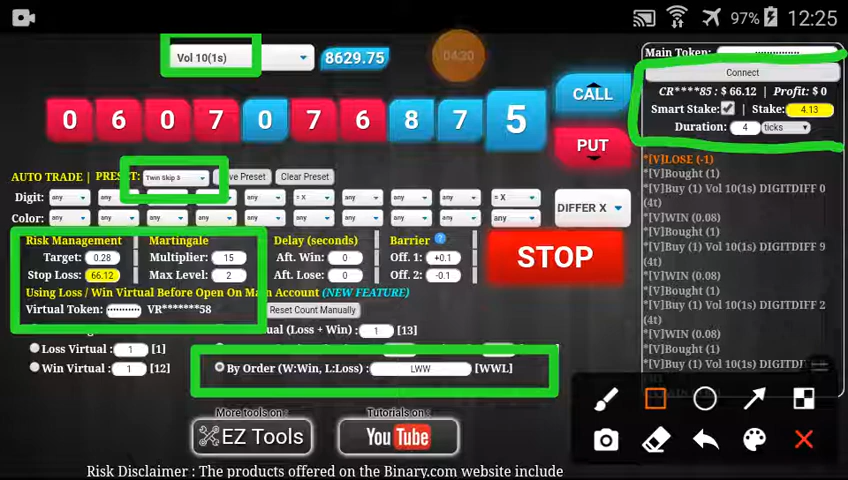 97% 12:25
Vol 10(1s) 8629.75 04:20
Main Token: ••••••••••••••
Connect
CR****85 : $ 66.12 | Profit: $ 0
Smart Stake: | Stake: 4.13
Duration: 4 ticks
0 6 0 7 0 7 6 8 7 5
CALL
PUT
AUTO TRADE | PRESET: Twin Skip 3 ve Preset Clear Preset
Digit: any any any any any any = X any any = X
Color: any any any any any any any any any any
DIFFER X
Risk Management Martingale Delay (seconds) Barrier ?
Target: 0.28 Multiplier: 15 Aft. Win: 0 Off. 1: +0.1
Stop Loss: 66.12 Max Level: 2 Aft. Loss: 0 Off. 2: -0.1
STOP
Using Loss / Win Virtual Before Open On Main Account (NEW FEATURE)
Virtual Token: •••••••••• VR*******58 Reset Count Manually
ual (Loss + Win) : 1 [13]
Loss Virtual : 1 [1]
Win Virtual : 1 [12] By Order (W:Win, L:Loss) : LWW [WWL]
*[V]LOSE (-1)
*[V]Bought (1)
*[V]Buy (1) Vol 10(1s) DIGITDIFF 0
(4t)
*[V]WIN (0.08)
*[V]Bought (1)
*[V]Buy (1) Vol 10(1s) DIGITDIFF 9
(4t)
*[V]WIN (0.08)
*[V]Bought (1)
*[V]Buy (1) Vol 10(1s) DIGITDIFF 2
(4t)
*[V]WIN (0.08)
*[V]Bought (1)
*[V]Buy (1) Vol 10(1s) DIGITD
More tools on : Tutorials on :
EZ Tools YouTube
Risk Disclaimer : The products offered on the Binary.com website include